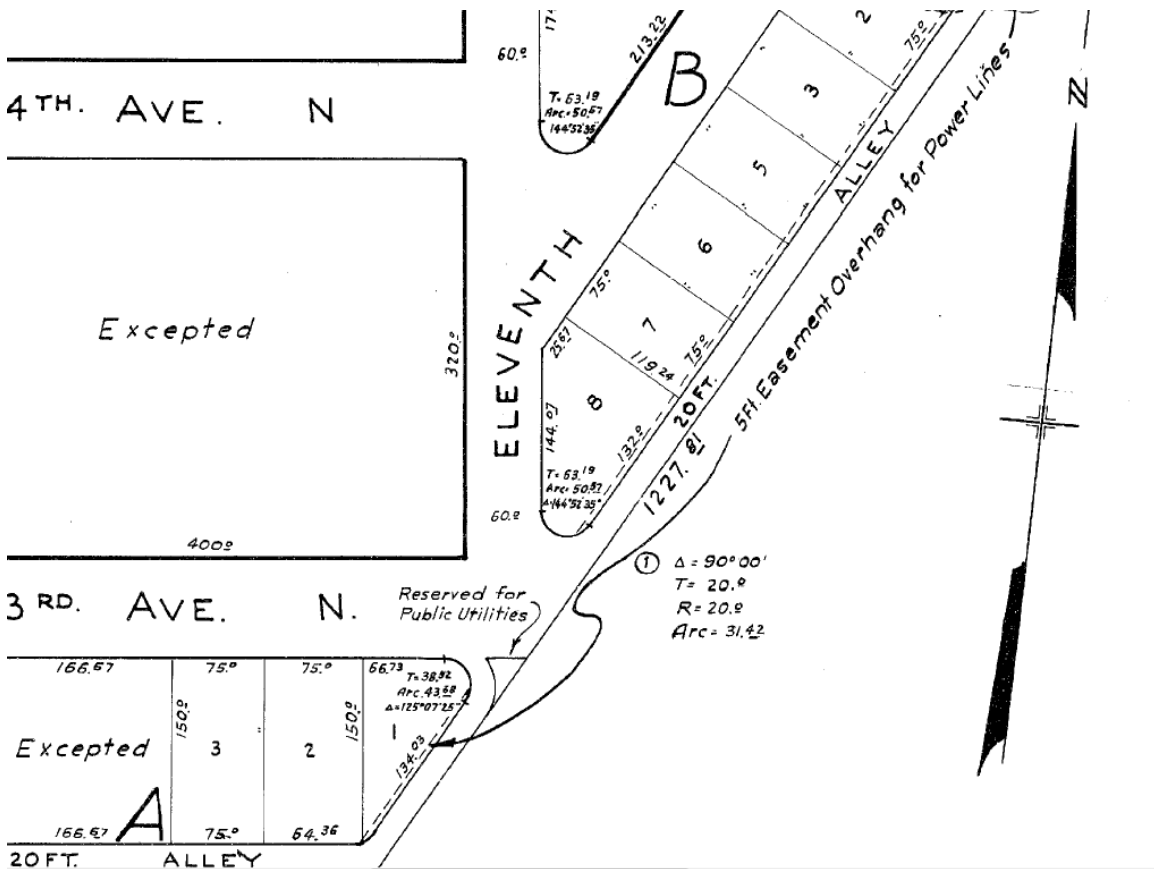 17
60.0
213.22
T= 63.19
Arc.= 50.57
144°52'35"
B
2
75.0
3
5
6
7
8
N
4TH. AVE. N
Excepted
320.0
400.0
ELEVENTH
75.0
25.67
119.24
75.0
144.07
132.0
T= 63.19
Arc= 50.57
Δ=144°52'35"
60.0
ALLEY
20FT.
1227.81
5Ft. Easement Overhang for Power Lines
1 Δ = 90°00'
T= 20.0
R= 20.0
Arc= 31.42
3RD. AVE. N.
Reserved for
Public Utilities
166.67 75.0 75.0 66.73
T=38.52
Arc. 43.68
Δ=125°07'25"
150.0
150.0
Excepted 3 2 1
134.03
A
166.67 75.0 64.36
20FT. ALLEY